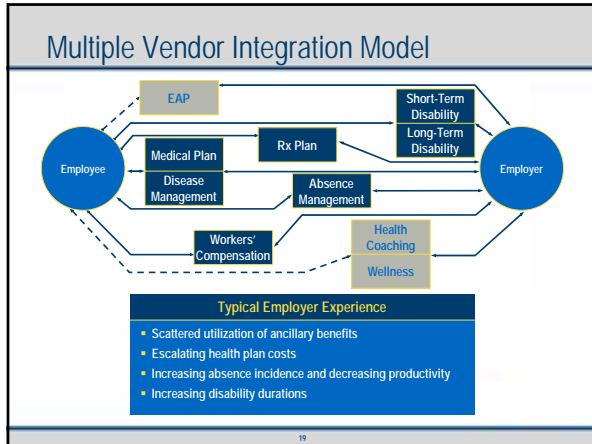 Multiple Vendor Integration Model
EAP
Short-Term
Disability
Long-Term
Disability
Rx Plan
Medical Plan
Disease
Management
Employee
Employer
Absence
Management
Workers'
Compensation
Health
Coaching
Wellness
Typical Employer Experience
▪ Scattered utilization of ancillary benefits
▪ Escalating health plan costs
▪ Increasing absence incidence and decreasing productivity
▪ Increasing disability durations
19